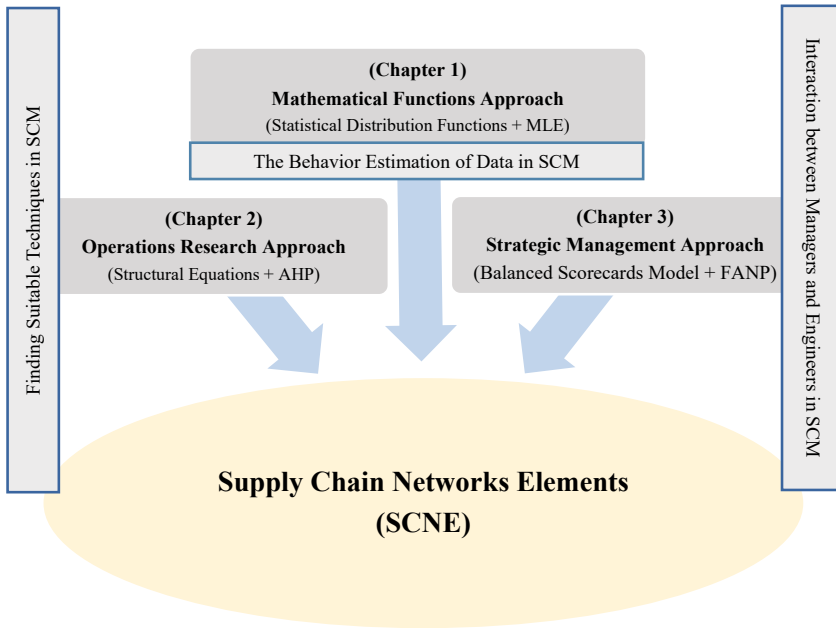 Finding Suitable Techniques in SCM
(Chapter 1)
Mathematical Functions Approach
(Statistical Distribution Functions + MLE)
The Behavior Estimation of Data in SCM
Interaction between Managers and Engineers in SCM
(Chapter 2)
Operations Research Approach
(Structural Equations + AHP)
(Chapter 3)
Strategic Management Approach
(Balanced Scorecards Model + FANP)
Supply Chain Networks Elements
(SCNE)